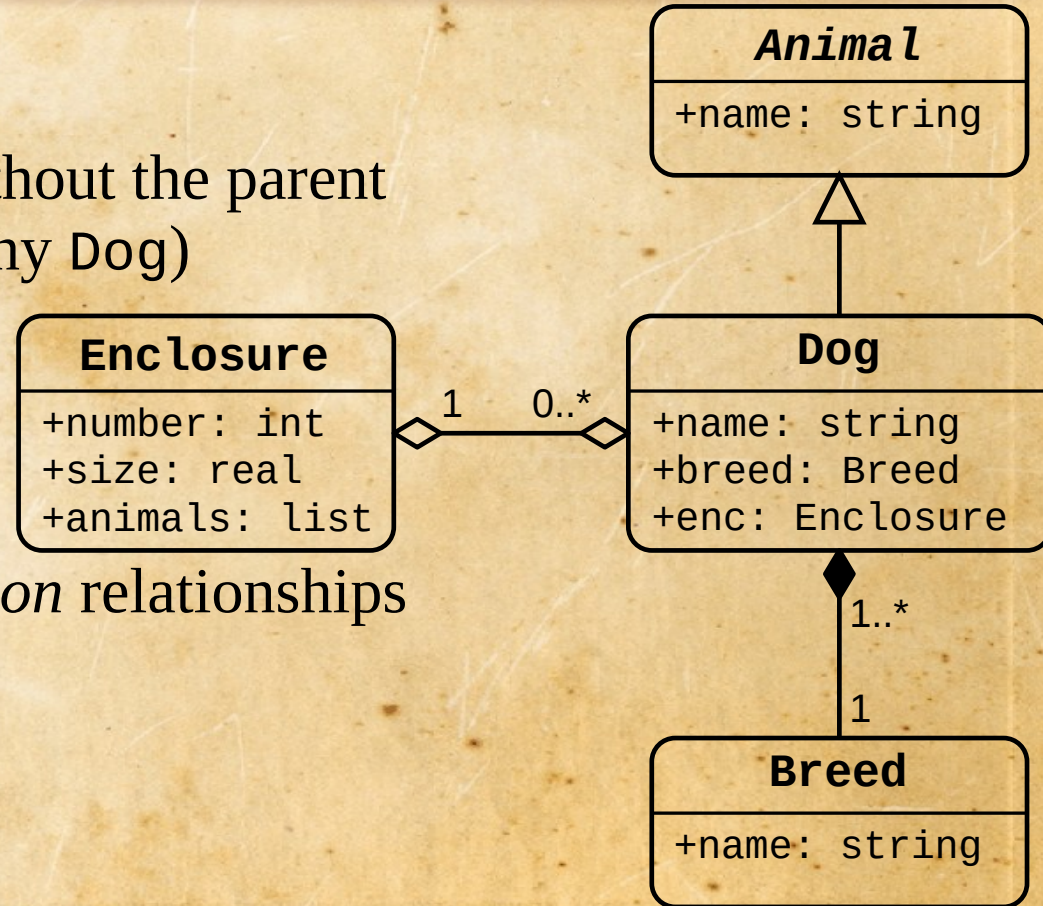 Animal
+name: string
thout the parent
ny Dog)
Enclosure
+number: int
+size: real
+animals: list
1 0..*
Dog
+name: string
+breed: Breed
+enc: Enclosure
on relationships
1..*
1
Breed
+name: string